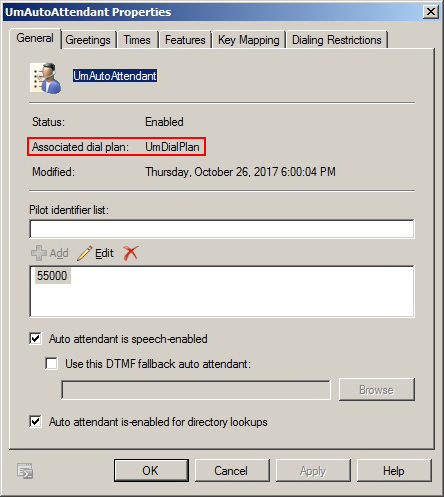 UmAutoAttendant Properties
General Greetings Times Features Key Mapping Dialing Restrictions
UmAutoAttendant
Status: Enabled
Associated dial plan: UmDialPlan
Modified: Thursday, October 26, 2017 6:00:04 PM
Pilot identifier list:
Add Edit
55000
Auto attendant is speech-enabled
Use this DTMF fallback auto attendant:
Browse
Auto attendant is-enabled for directory lookups
OK Cancel Apply Help